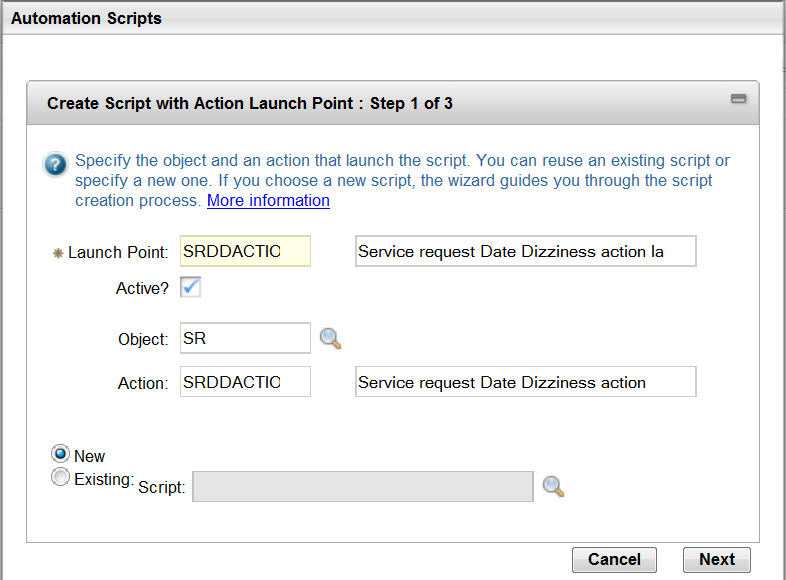 Automation Scripts
Create Script with Action Launch Point : Step 1 of 3
Specify the object and an action that launch the script. You can reuse an existing script or
specify a new one. If you choose a new script, the wizard guides you through the script
creation process. More information
Launch Point: SRDDACTIO Service request Date Dizziness action la
Active?
Object: SR
Action: SRDDACTIO Service request Date Dizziness action
New
Existing: Script:
Cancel Next